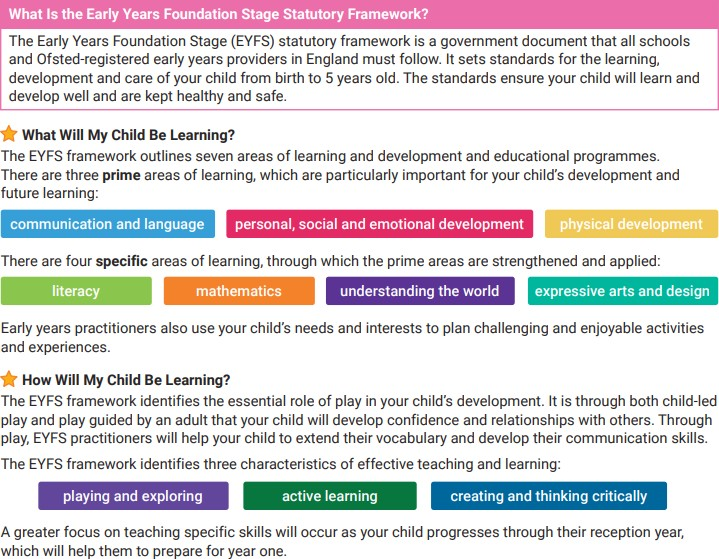 What Is the Early Years Foundation Stage Statutory Framework?
The Early Years Foundation Stage (EYFS) statutory framework is a government document that all schools
and Ofsted-registered early years providers in England must follow. It sets standards for the learning,
development and care of your child from birth to 5 years old. The standards ensure your child will learn and
develop well and are kept healthy and safe.
What Will My Child Be Learning?
The EYFS framework outlines seven areas of learning and development and educational programmes.
There are three prime areas of learning, which are particularly important for your child's development and
future learning:
communication and language personal, social and emotional development physical development
There are four specific areas of learning, through which the prime areas are strengthened and applied:
literacy mathematics understanding the world expressive arts and design
Early years practitioners also use your child's needs and interests to plan challenging and enjoyable activities
and experiences.
How Will My Child Be Learning?
The EYFS framework identifies the essential role of play in your child's development. It is through both child-led
play and play guided by an adult that your child will develop confidence and relationships with others. Through
play, EYFS practitioners will help your child to extend their vocabulary and develop their communication skills.
The EYFS framework identifies three characteristics of effective teaching and learning:
playing and exploring active learning creating and thinking critically
A greater focus on teaching specific skills will occur as your child progresses through their reception year,
which will help them to prepare for year one.